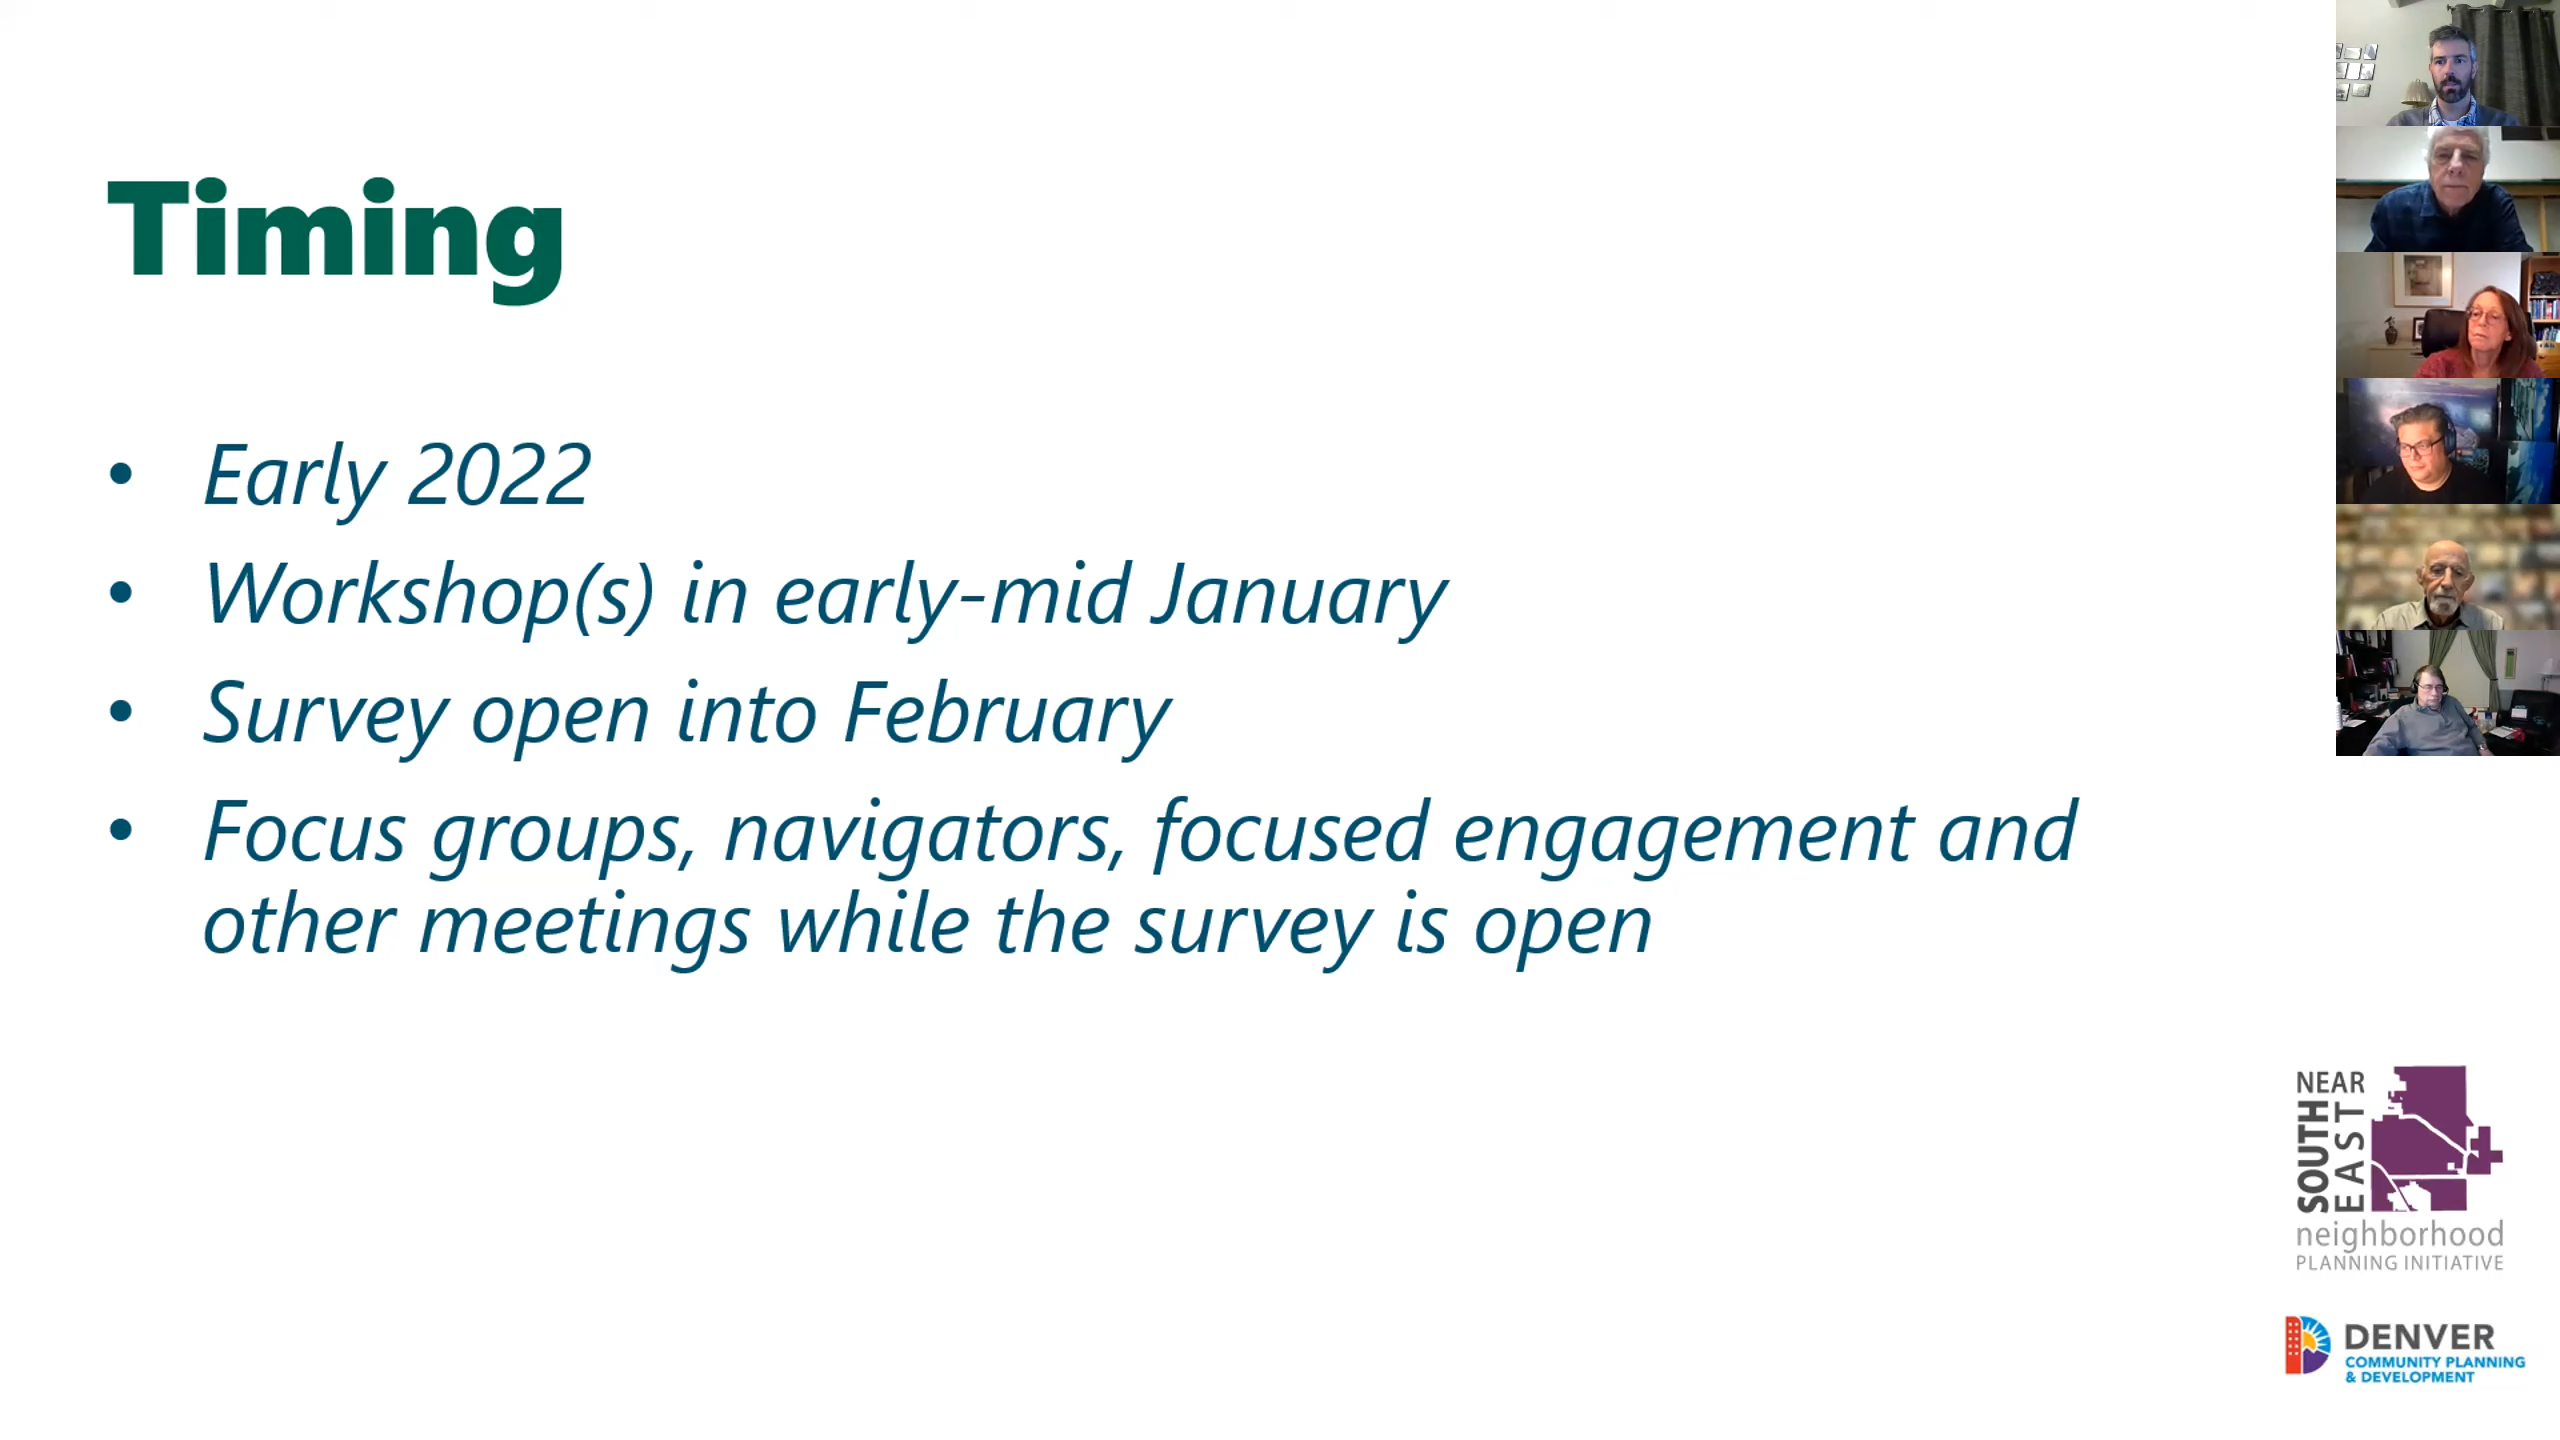 Timing
• Early 2022
• Workshop(s) in early-mid January
• Survey open into February
• Focus groups, navigators, focused engagement and
other meetings while the survey is open
NEAR
SOUTH
EAST
neighborhood
PLANNING INITIATIVE
DENVER
COMMUNITY PLANNING
& DEVELOPMENT